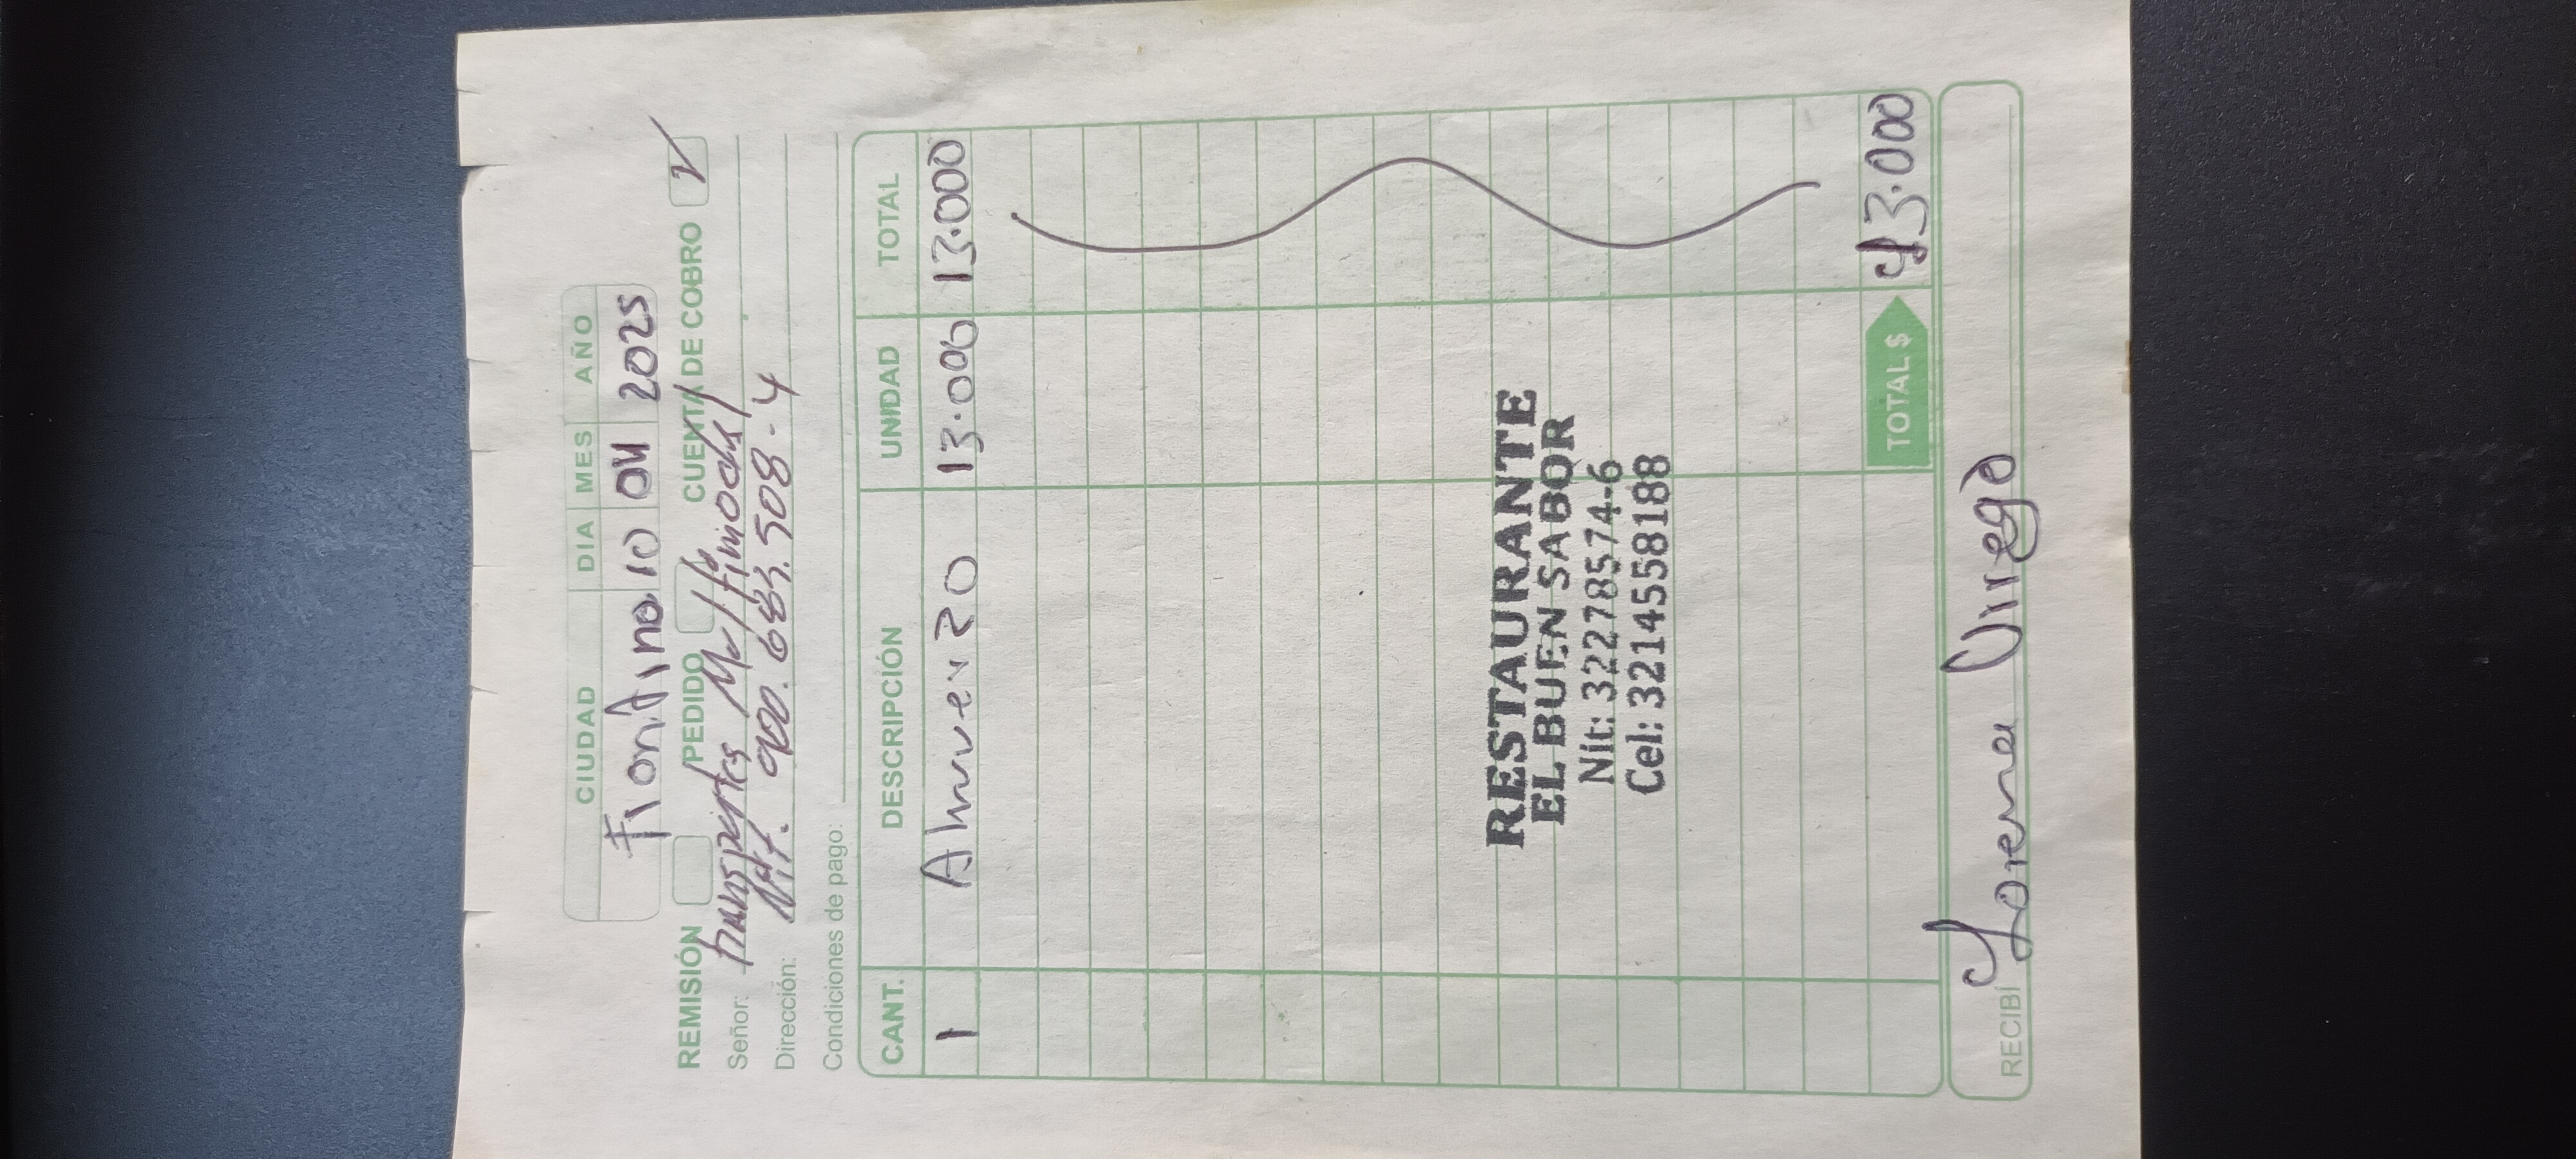 CIUDAD DIA MES AÑO
Frontino 10 04 2025
REMISIÓN PEDIDO CUENTA DE COBRO
Señor: Transportes
Dirección: Nit. 900.683.508-4
Condiciones de pago:
CANT. DESCRIPCIÓN UNIDAD TOTAL
1 Almuerzo 13.000 13.000
RESTAURANTE
EL BUEN SABOR
Nit: 32278574-6
Cel: 3214558188
TOTAL $ 13.000
RECIBÍ Lorena Urrego